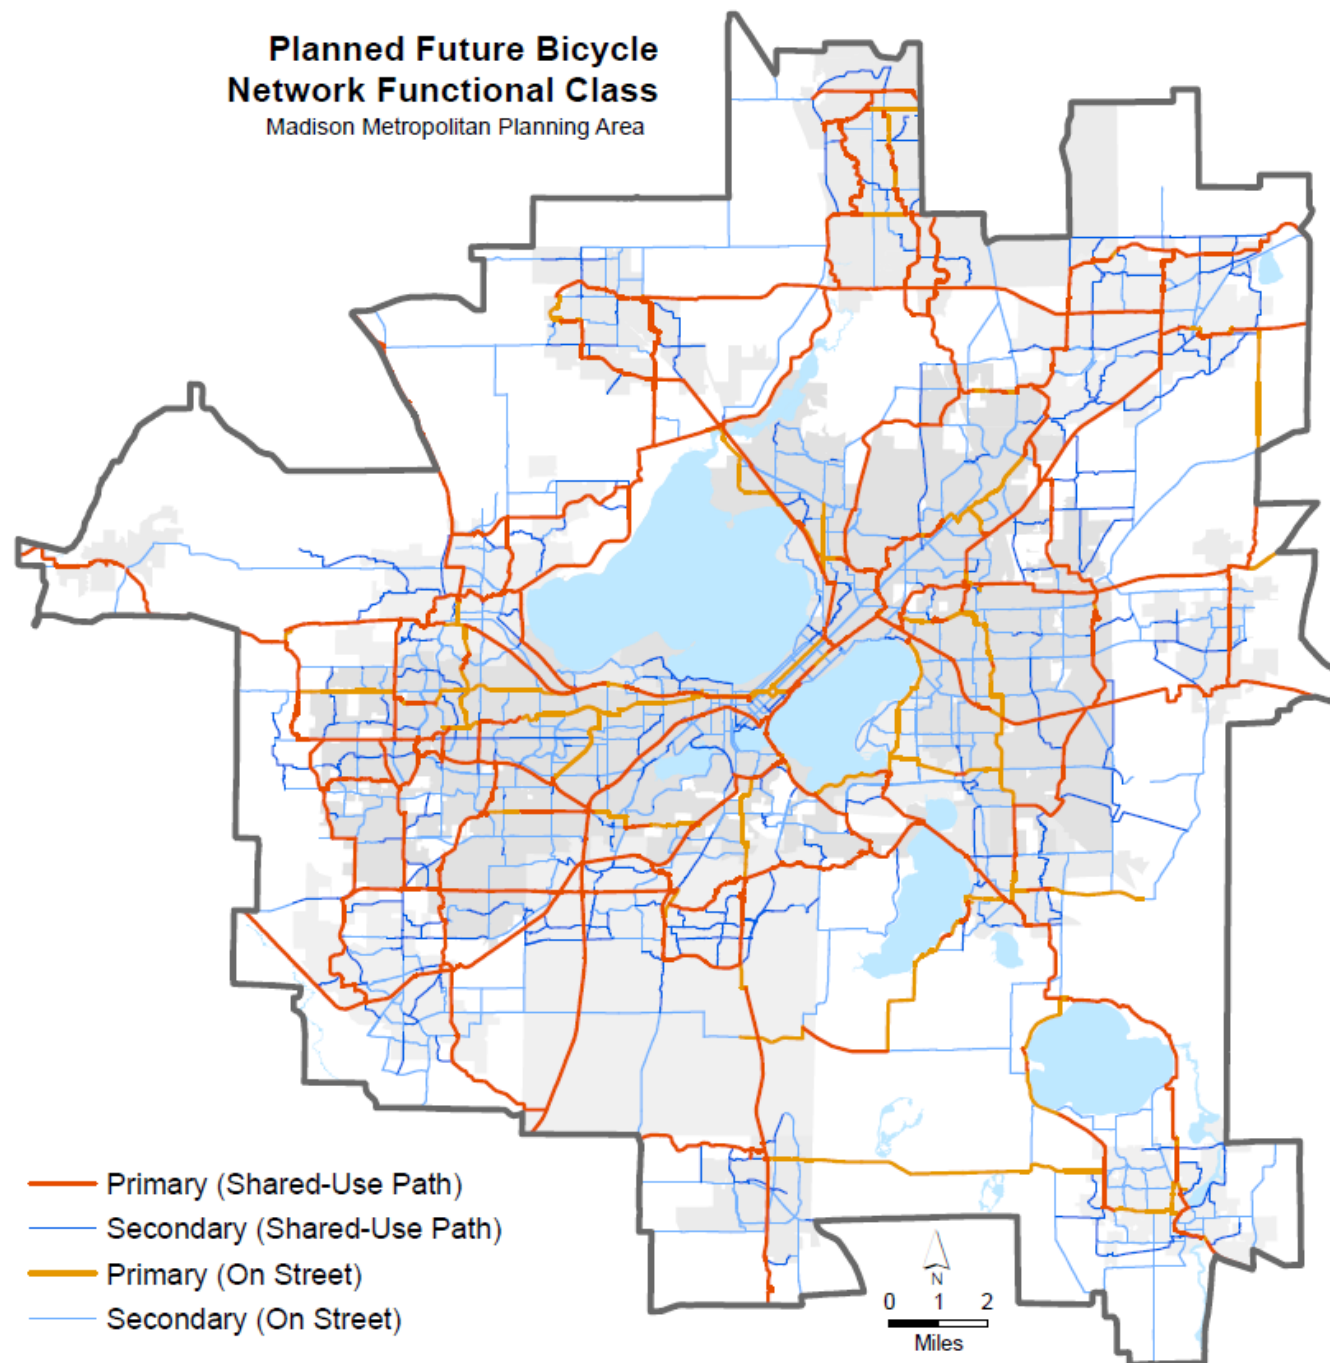 Planned Future Bicycle
Network Functional Class
Madison Metropolitan Planning Area
Primary (Shared-Use Path)
Secondary (Shared-Use Path)
Primary (On Street)
Secondary (On Street)
N
0 1 2
Miles